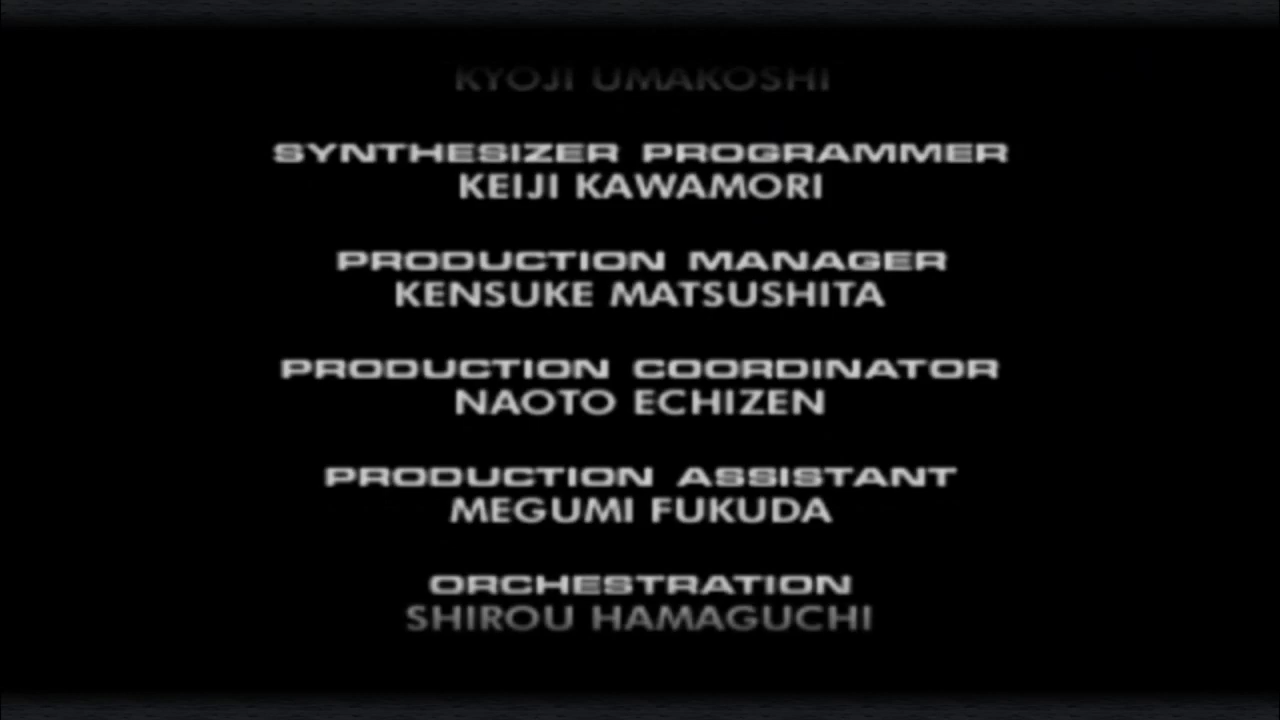 KYOJI UMAKOSHI
SYNTHESIZER PROGRAMMER
KEIJI KAWAMORI
PRODUCTION MANAGER
KENSUKE MATSUSHITA
PRODUCTION COORDINATOR
NAOTO ECHIZEN
PRODUCTION ASSISTANT
MEGUMI FUKUDA
ORCHESTRATION
SHIROU HAMAGUCHI